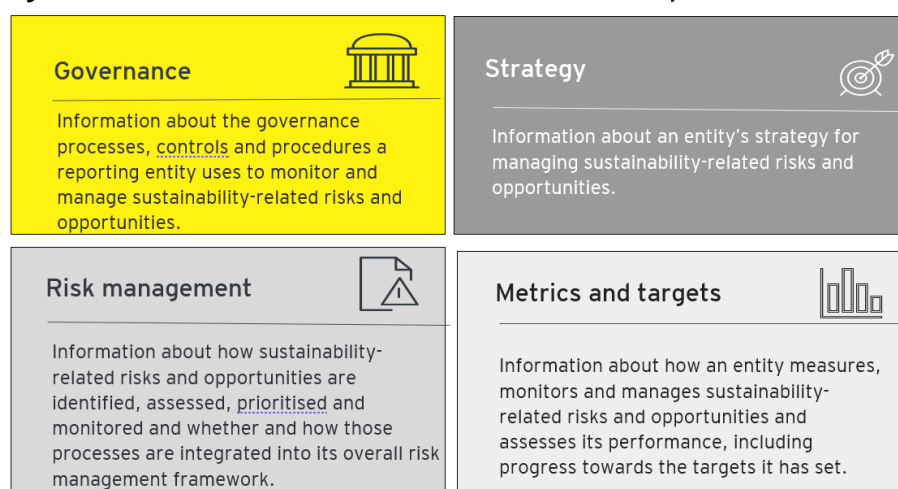 Governance
Information about the governance
processes, controls and procedures a
reporting entity uses to monitor and
manage sustainability-related risks and
opportunities.
Strategy
Information about an entity's strategy for
managing sustainability-related risks and
opportunities.
Risk management
Information about how sustainability-
related risks and opportunities are
identified, assessed, prioritised and
monitored and whether and how those
processes are integrated into its overall risk
management framework.
Metrics and targets
Information about how an entity measures,
monitors and manages sustainability-
related risks and opportunities and
assesses its performance, including
progress towards the targets it has set.